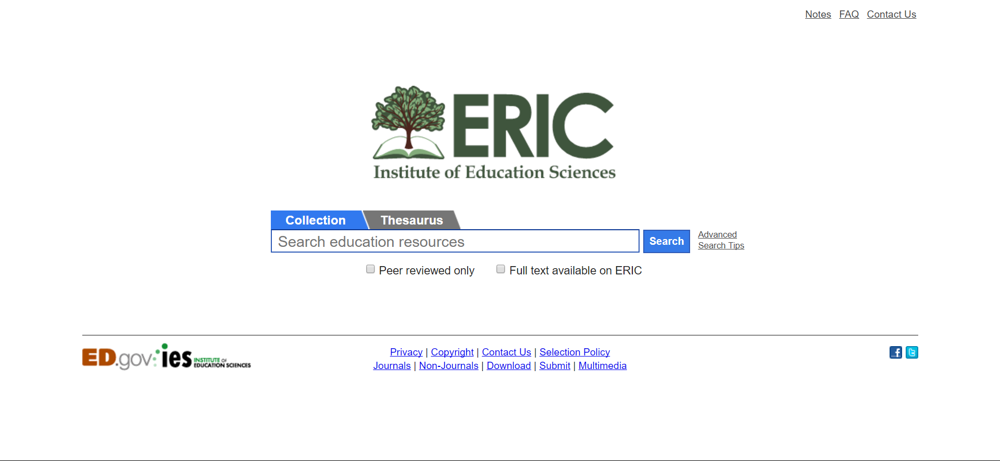 Notes FAQ Contact Us
ERIC
Institute of Education Sciences
Collection Thesaurus
Search education resources Search
Advanced
Search Tips
Peer reviewed only Full text available on ERIC
ED.gov ies INSTITUTE OF
EDUCATION SCIENCES
Privacy | Copyright | Contact Us | Selection Policy
Journals | Non-Journals | Download | Submit | Multimedia